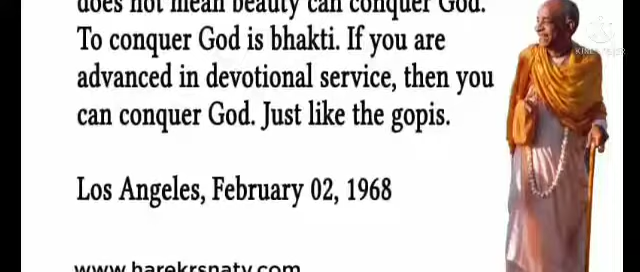 does not mean beauty can conquer God.
To conquer God is bhakti. If you are
advanced in devotional service, then you
can conquer God. Just like the gopis.
Los Angeles, February 02, 1968
www.harekrsnatv.com